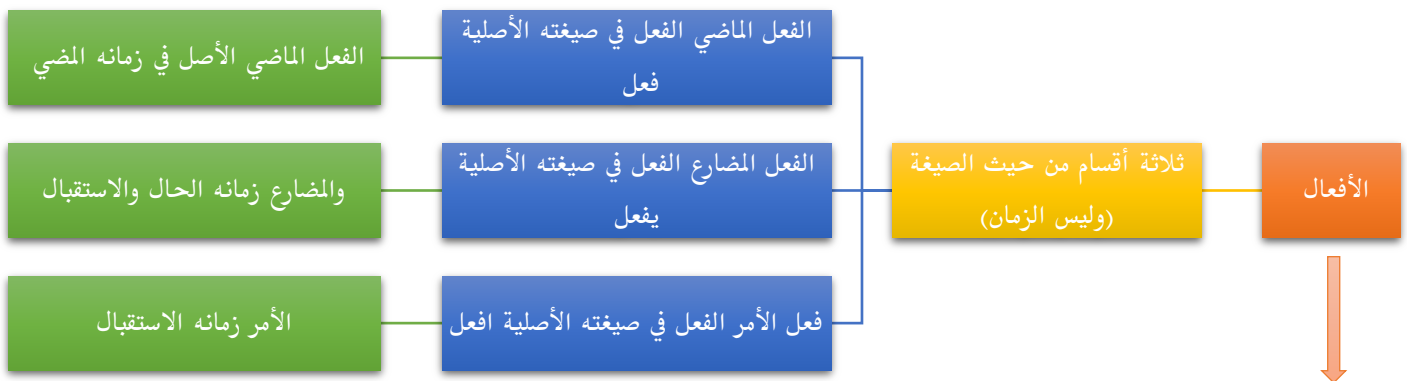 الأفعال
ثلاثة أقسام من حيث الصيغة
(وليس الزمان)
الفعل الماضي الفعل في صيغته الأصلية
فعل
الفعل الماضي الأصل في زمانه المضي
الفعل المضارع الفعل في صيغته الأصلية
يفعل
والمضارع زمانه الحال والاستقبال
فعل الأمر الفعل في صيغته الأصلية افعل
الأمر زمانه الاستقبال